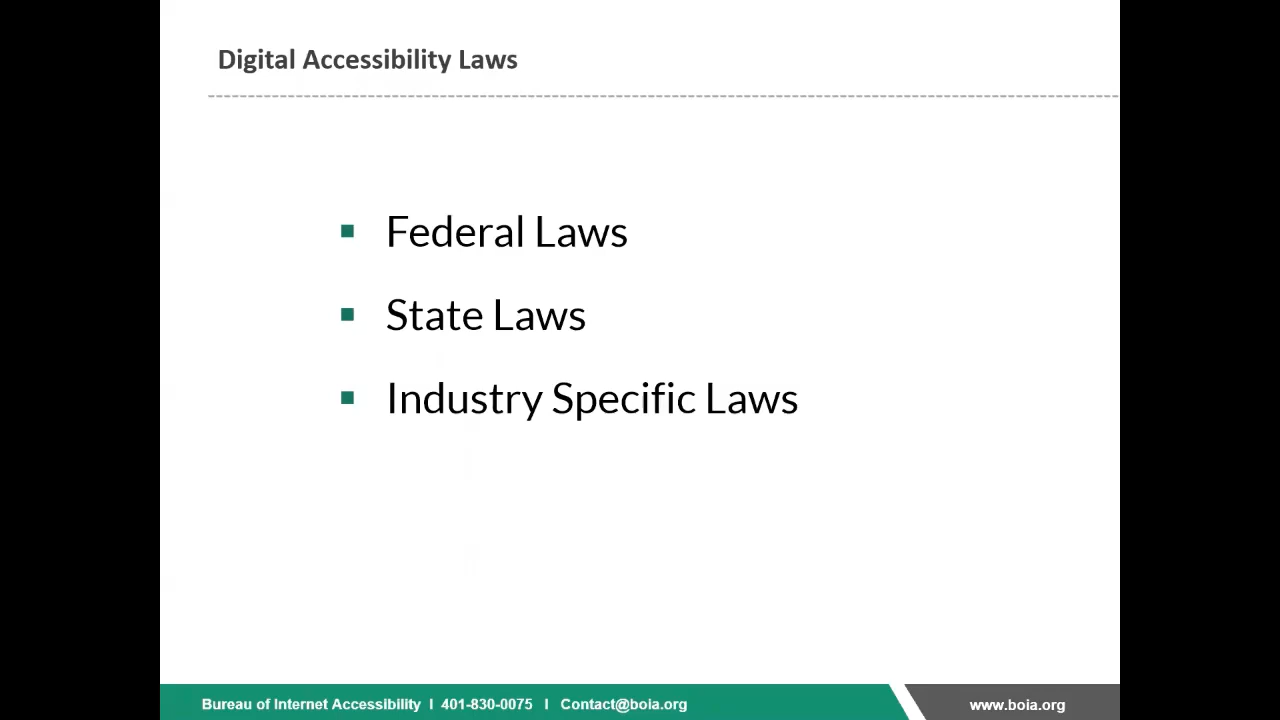 Digital Accessibility Laws
▪ Federal Laws
▪ State Laws
▪ Industry Specific Laws
Bureau of Internet Accessibility I 401-830-0075 I Contact@boia.org
www.boia.org